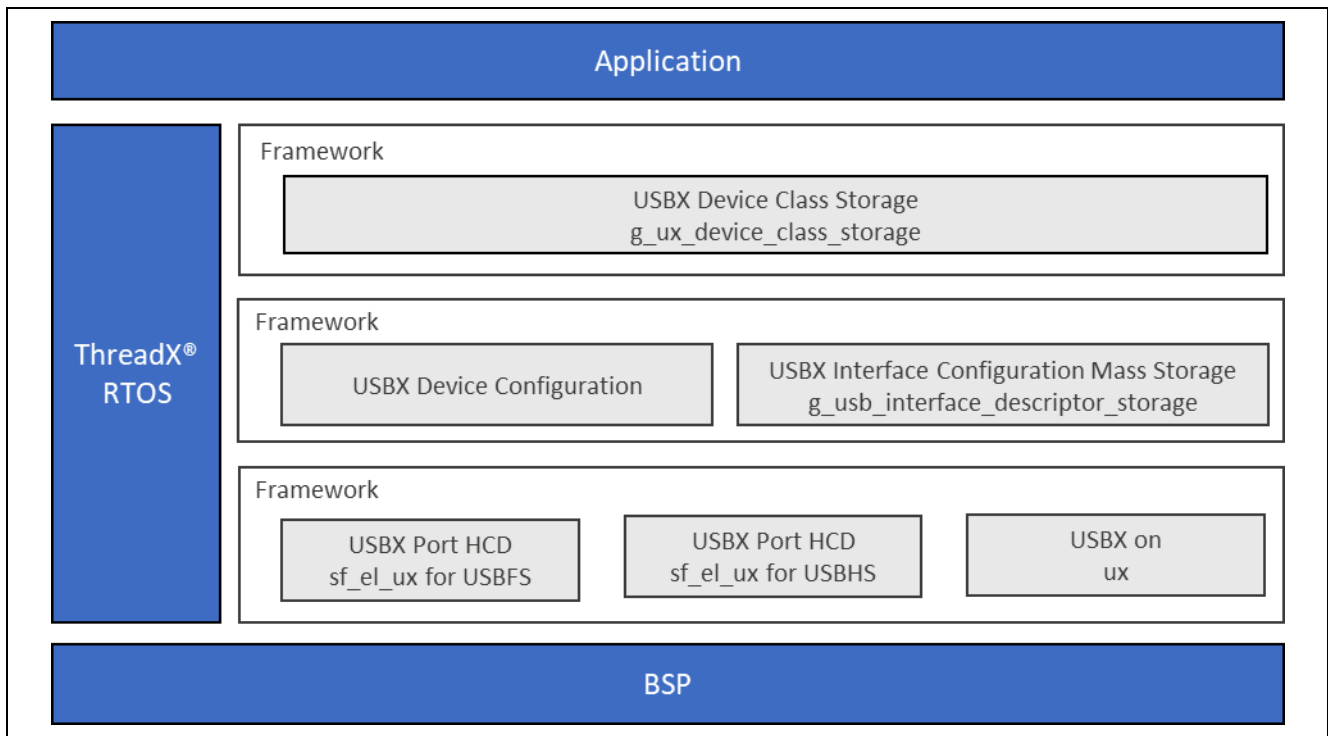 Application
ThreadX®
RTOS
Framework
USBX Device Class Storage
g_ux_device_class_storage
Framework
USBX Device Configuration
USBX Interface Configuration Mass Storage
g_usb_interface_descriptor_storage
Framework
USBX Port HCD
sf_el_ux for USBFS
USBX Port HCD
sf_el_ux for USBHS
USBX on
ux
BSP